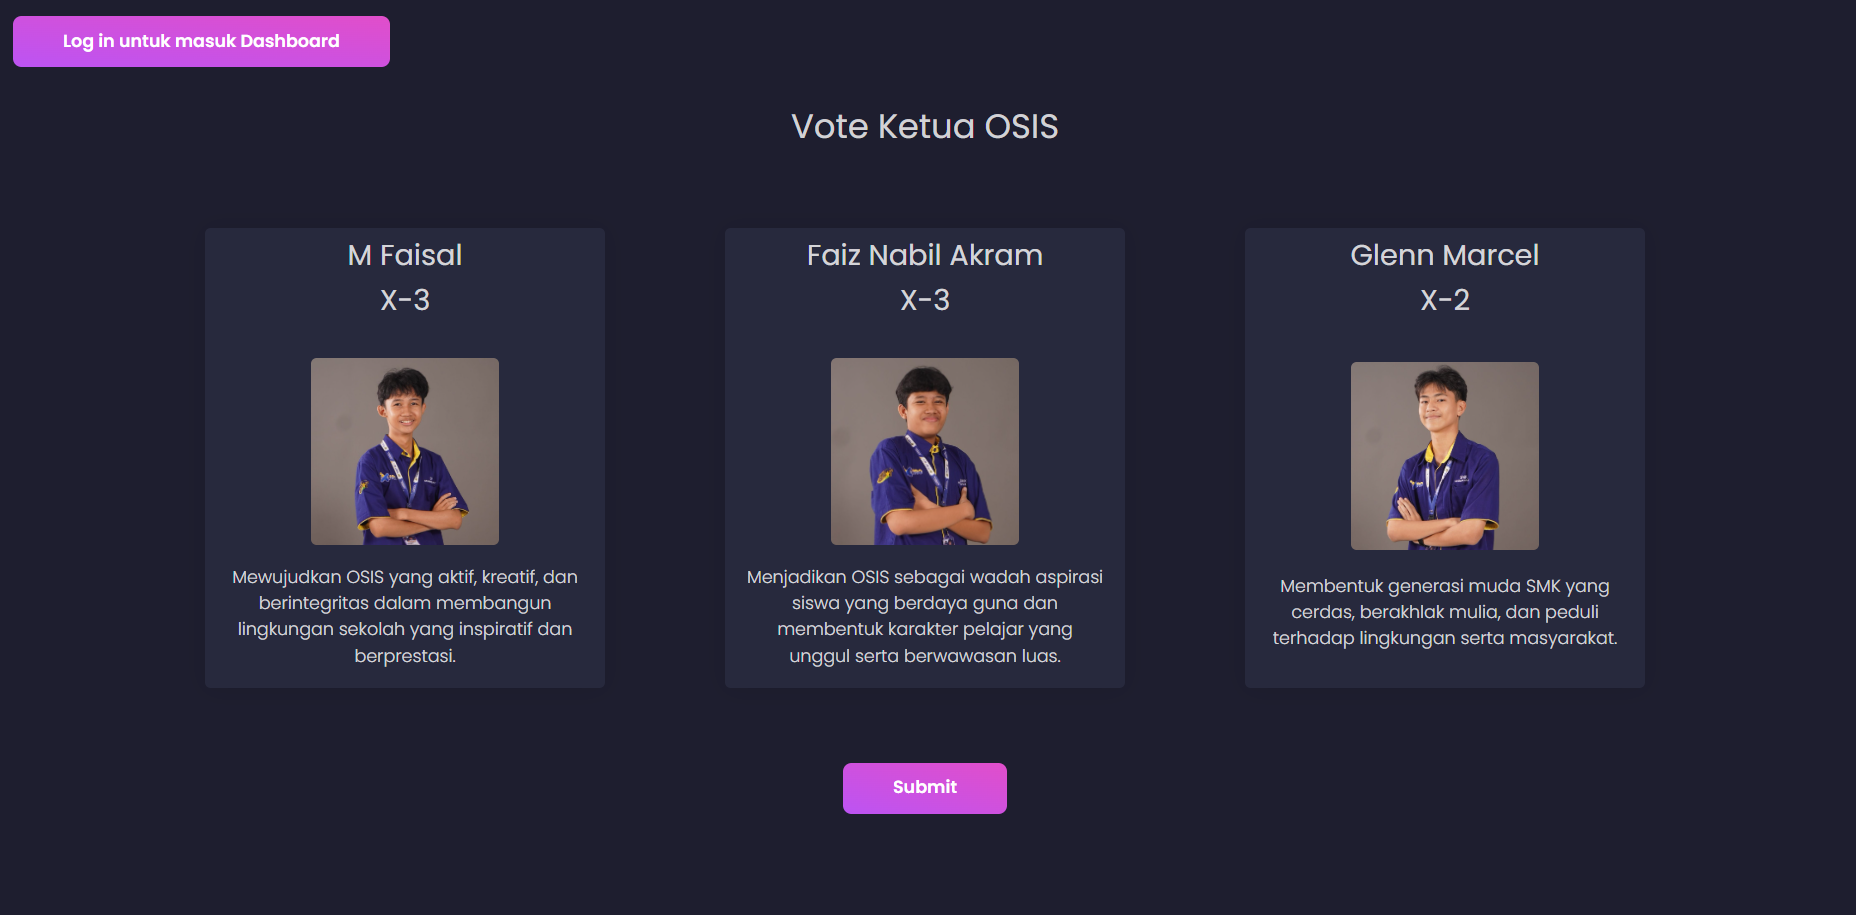 Log in untuk masuk Dashboard
Vote Ketua OSIS
M Faisal
X-3
Mewujudkan OSIS yang aktif, kreatif, dan
berintegritas dalam membangun
lingkungan sekolah yang inspiratif dan
berprestasi.
Faiz Nabil Akram
X-3
Menjadikan OSIS sebagai wadah aspirasi
siswa yang berdaya guna dan
membentuk karakter pelajar yang
unggul serta berwawasan luas.
Glenn Marcel
X-2
Membentuk generasi muda SMK yang
cerdas, berakhlak mulia, dan peduli
terhadap lingkungan serta masyarakat.
Submit